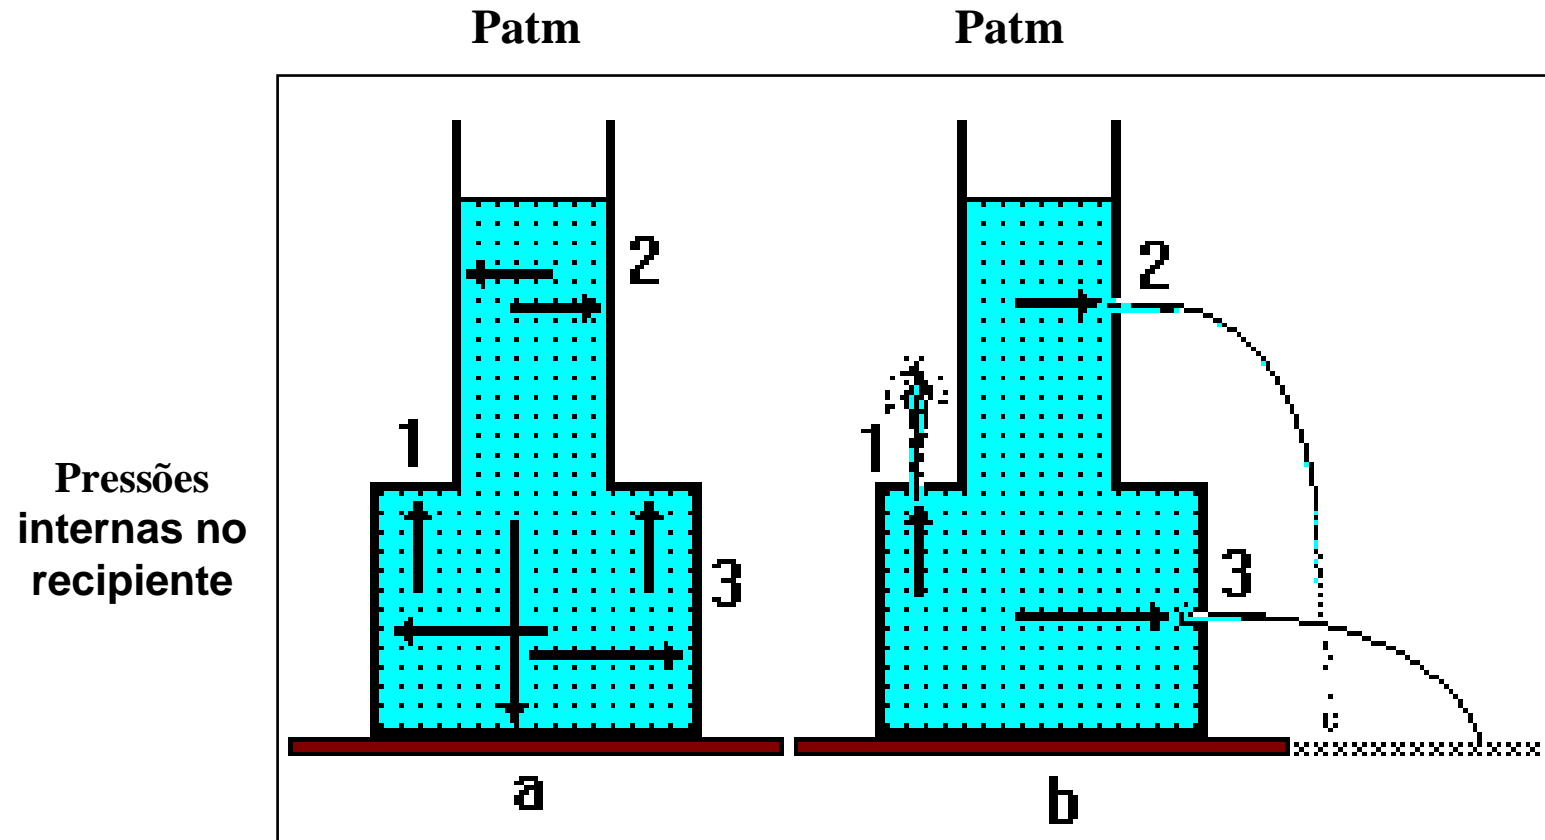 Patm
Patm
Pressões
internas no
recipiente
2
1
3
a
2
1
3
b